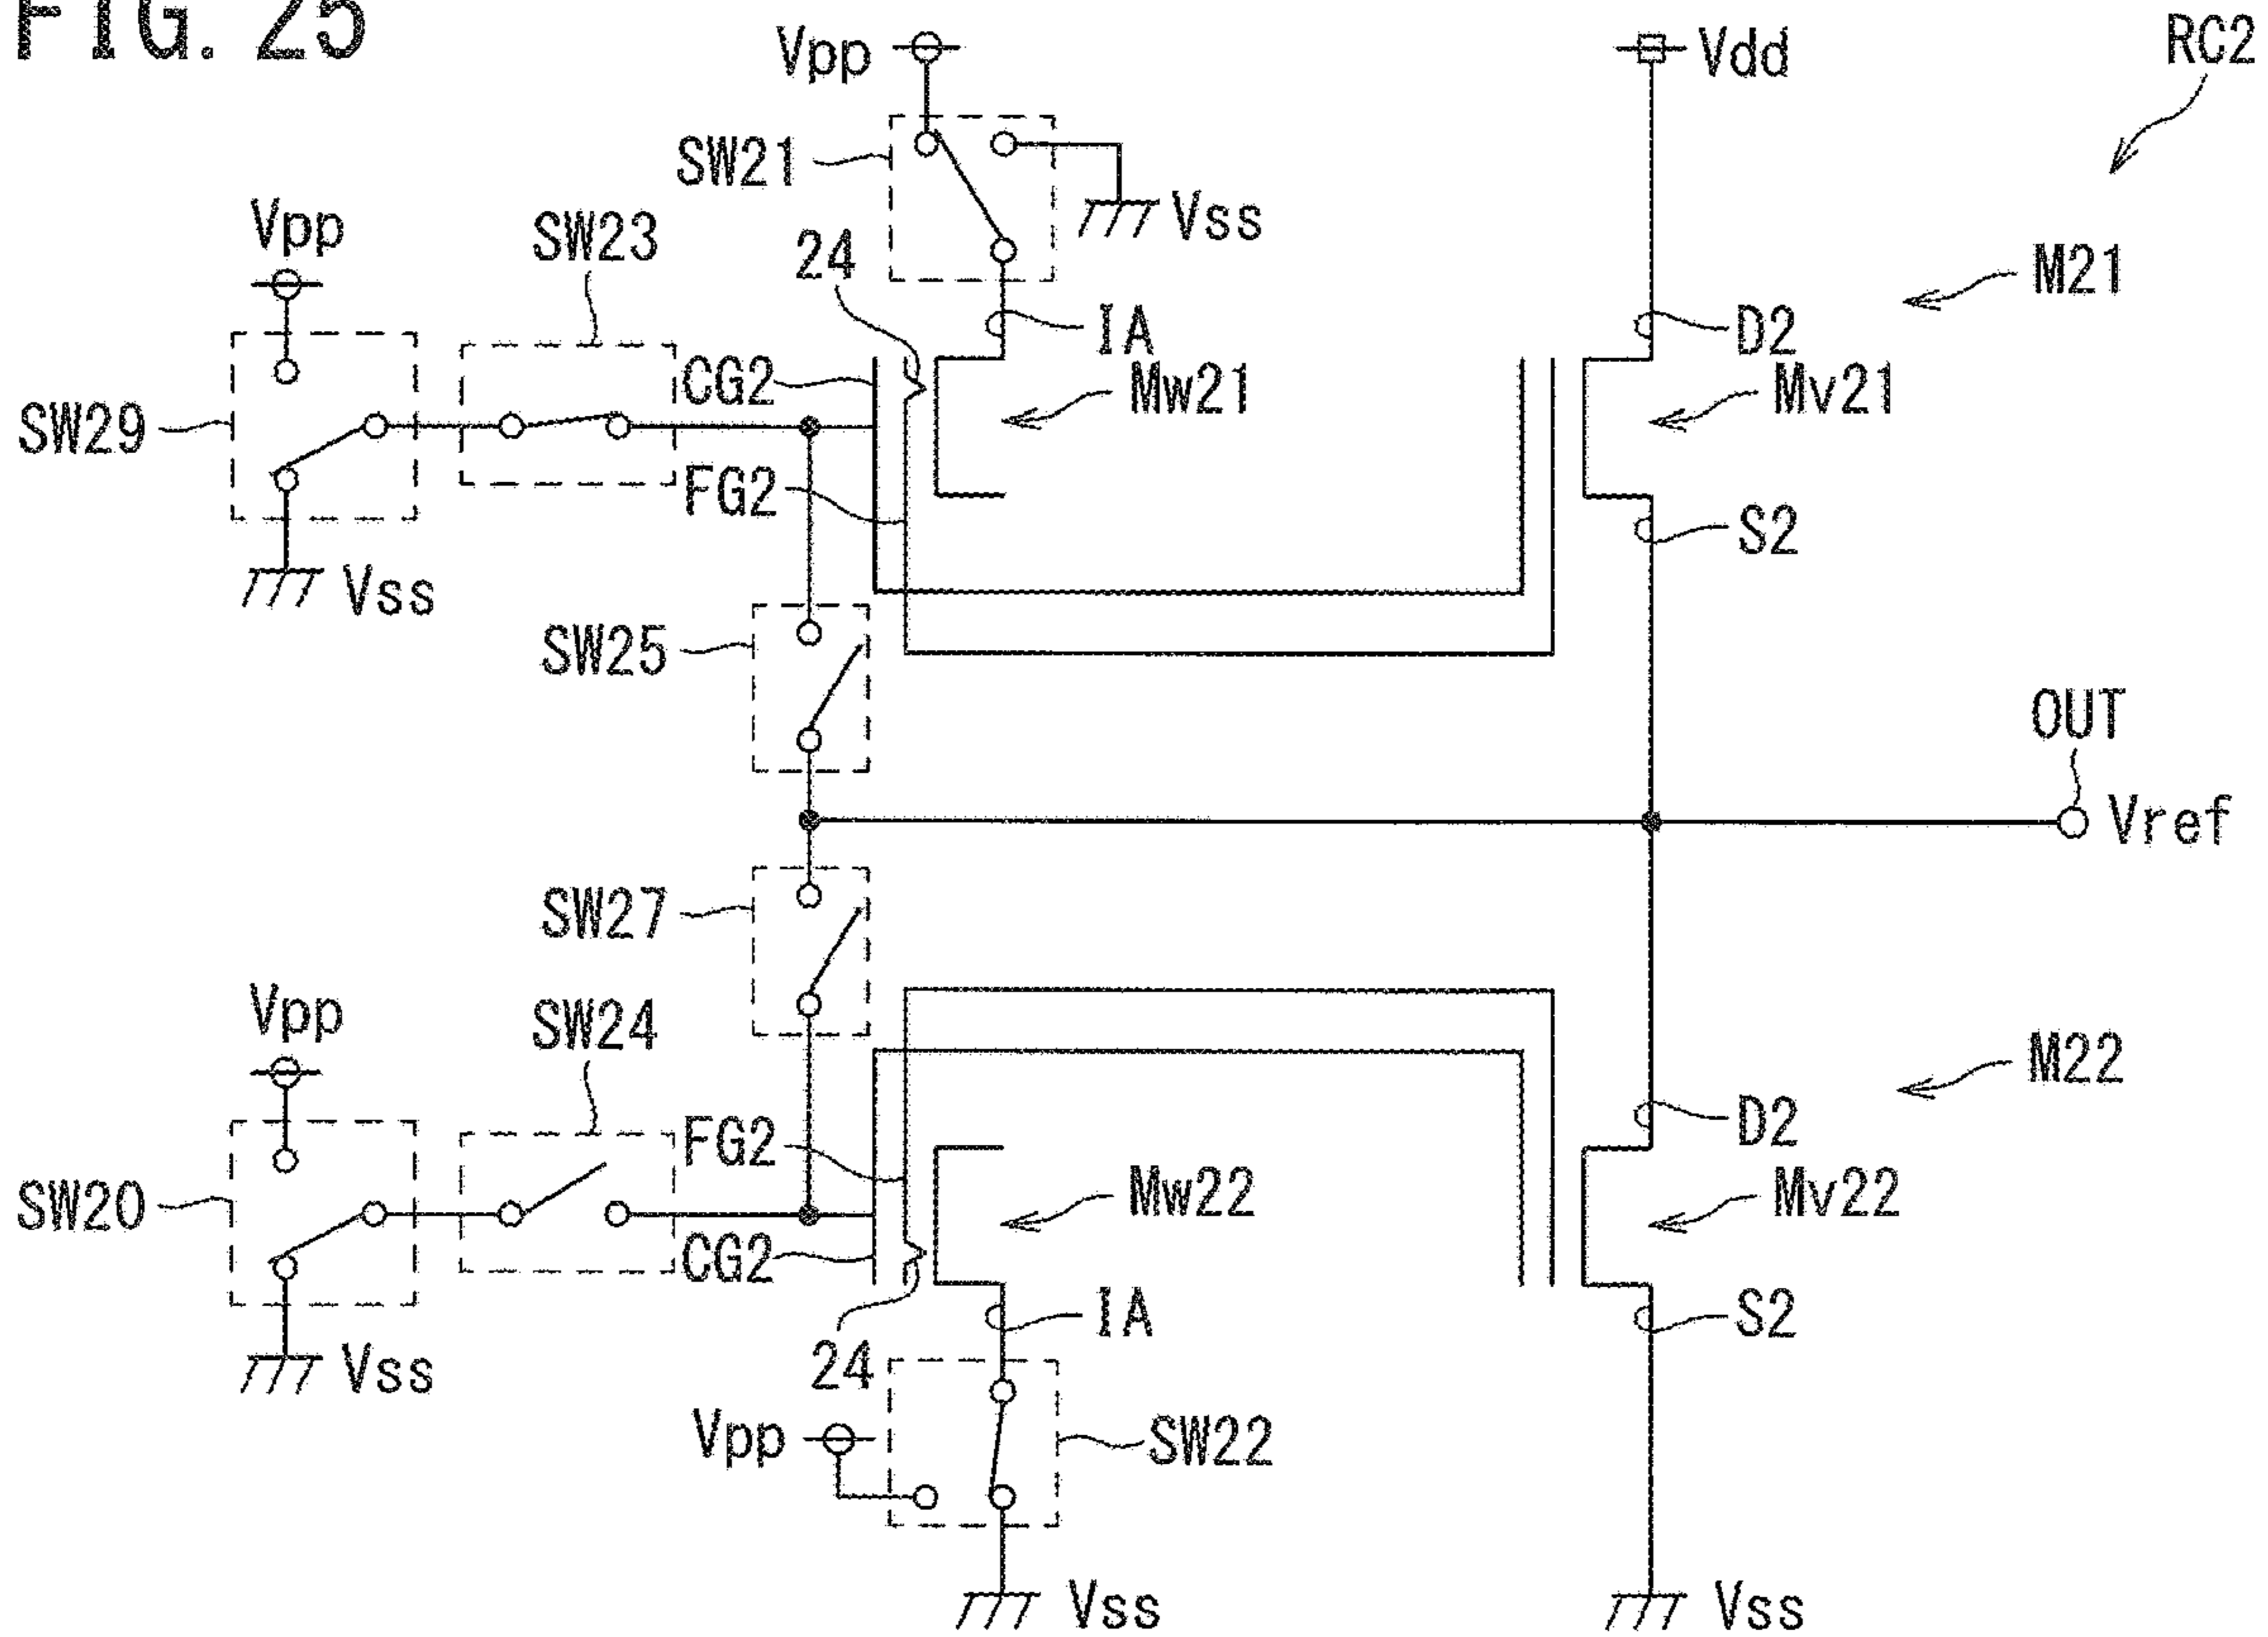 FIG. 25
Vpp
Vdd
RC2
SW21
Vss
Vpp
SW23
24
M21
IA
D2
CG2
Mw21
Mv21
SW29
FG2
S2
Vss
SW25
OUT
Vref
SW27
Vpp
SW24
M22
FG2
D2
Mw22
Mv22
SW20
CG2
IA
S2
Vss
24
Vpp
SW22
Vss
Vss